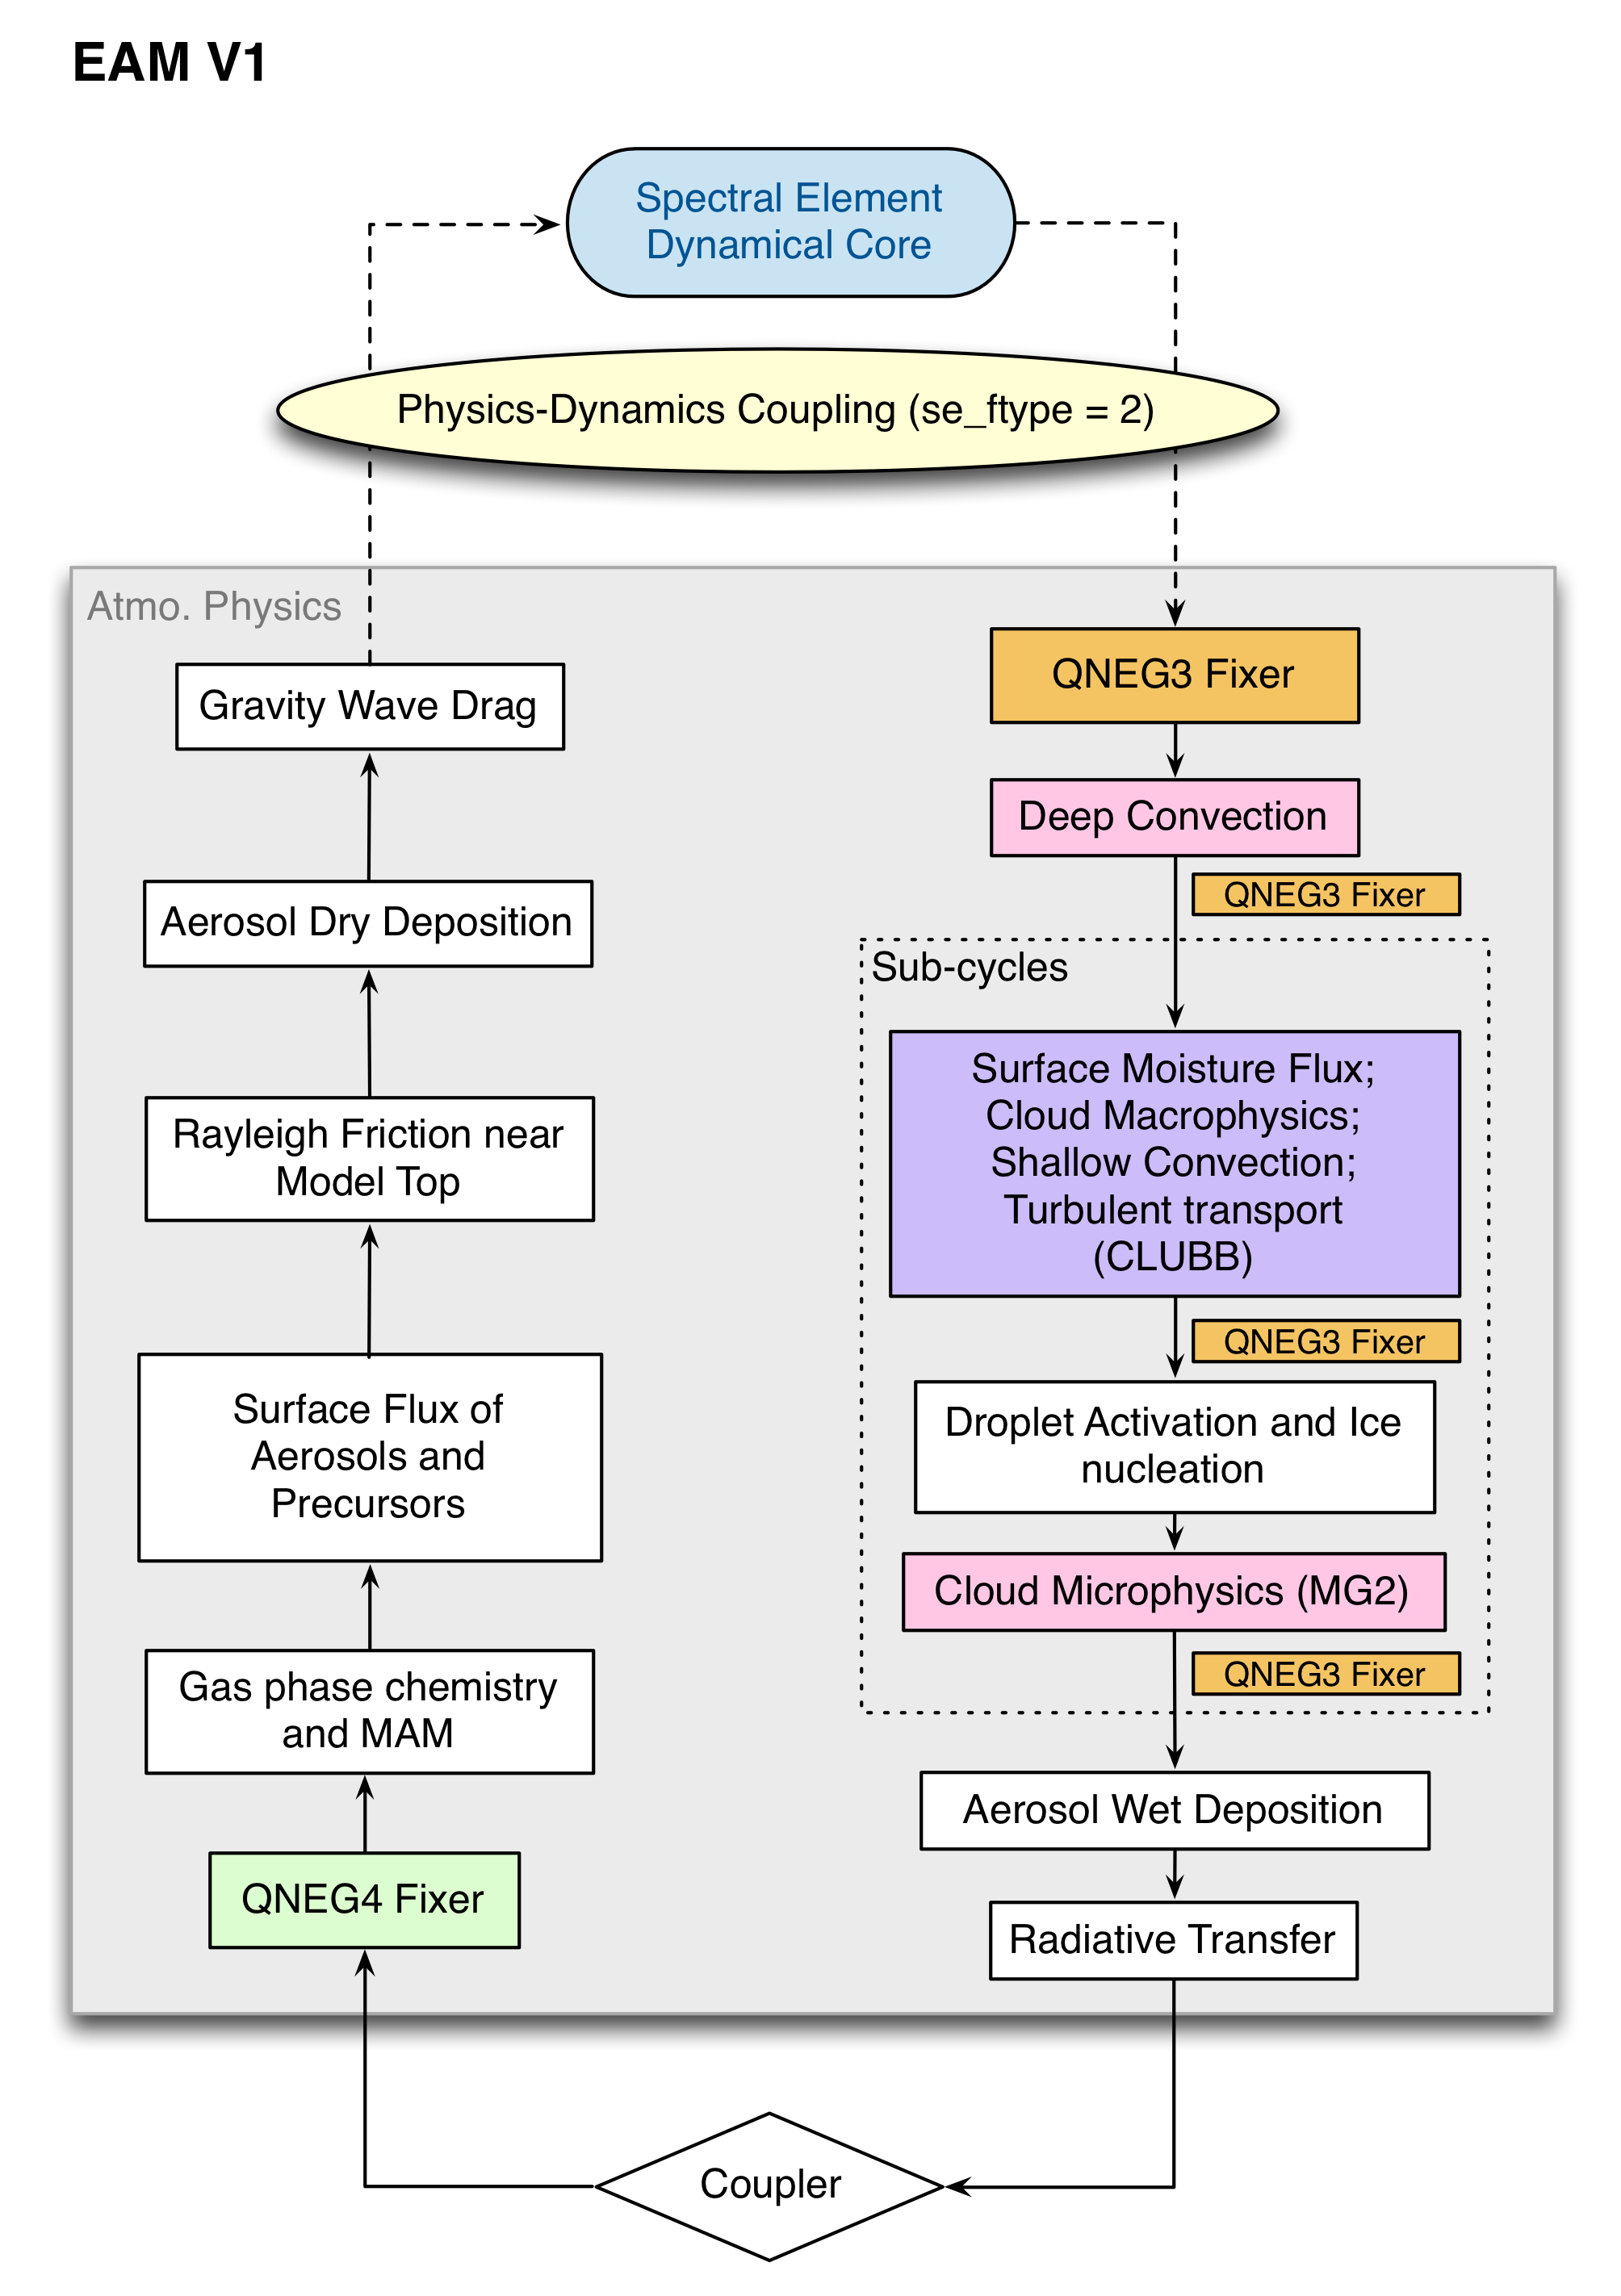 EAM V1
Spectral Element
Dynamical Core
Physics-Dynamics Coupling (se_ftype = 2)
Atmo. Physics
QNEG3 Fixer
Deep Convection
QNEG3 Fixer
Sub-cycles
Surface Moisture Flux;
Cloud Macrophysics;
Shallow Convection;
Turbulent transport
(CLUBB)
QNEG3 Fixer
Droplet Activation and Ice
nucleation
Cloud Microphysics (MG2)
QNEG3 Fixer
Aerosol Wet Deposition
Radiative Transfer
Coupler
QNEG4 Fixer
Gas phase chemistry
and MAM
Surface Flux of
Aerosols and
Precursors
Rayleigh Friction near
Model Top
Aerosol Dry Deposition
Gravity Wave Drag